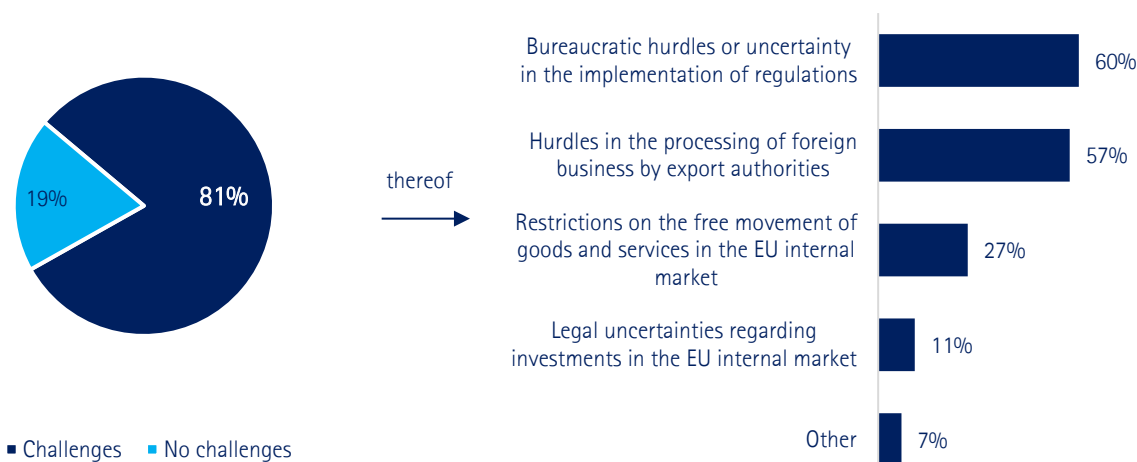 19%
81%
Challenges
No challenges
thereof
Bureaucratic hurdles or uncertainty
in the implementation of regulations
60%
Hurdles in the processing of foreign
business by export authorities
57%
Restrictions on the free movement of
goods and services in the EU internal
market
27%
Legal uncertainties regarding
investments in the EU internal market
11%
Other
7%